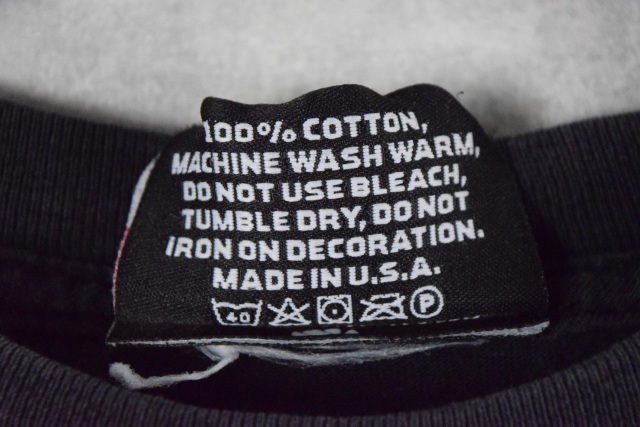 100% COTTON,
MACHINE WASH WARM,
DO NOT USE BLEACH,
TUMBLE DRY, DO NOT
IRON ON DECORATION.
MADE IN U.S.A.
40 P